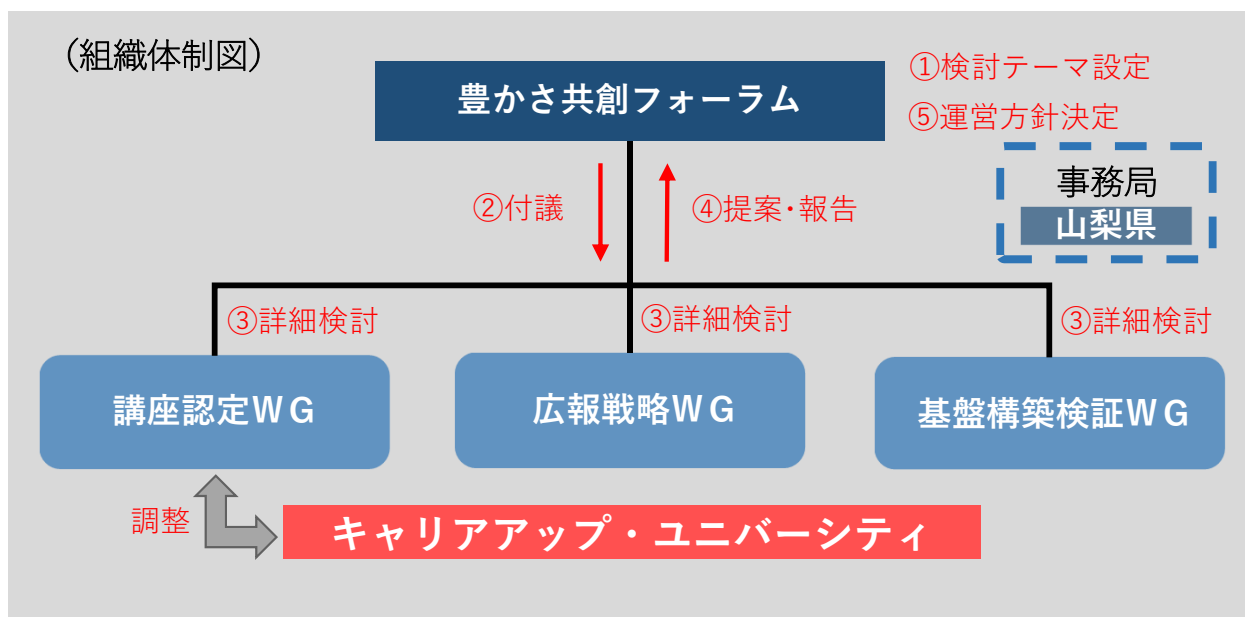 （組織体制図）
豊かさ共創フォーラム
①検討テーマ設定
⑤運営方針決定
事務局
山梨県
②付議
④提案・報告
③詳細検討
③詳細検討
③詳細検討
講座認定ＷＧ
広報戦略ＷＧ
基盤構築検証ＷＧ
調整
キャリアアップ・ユニバーシティ